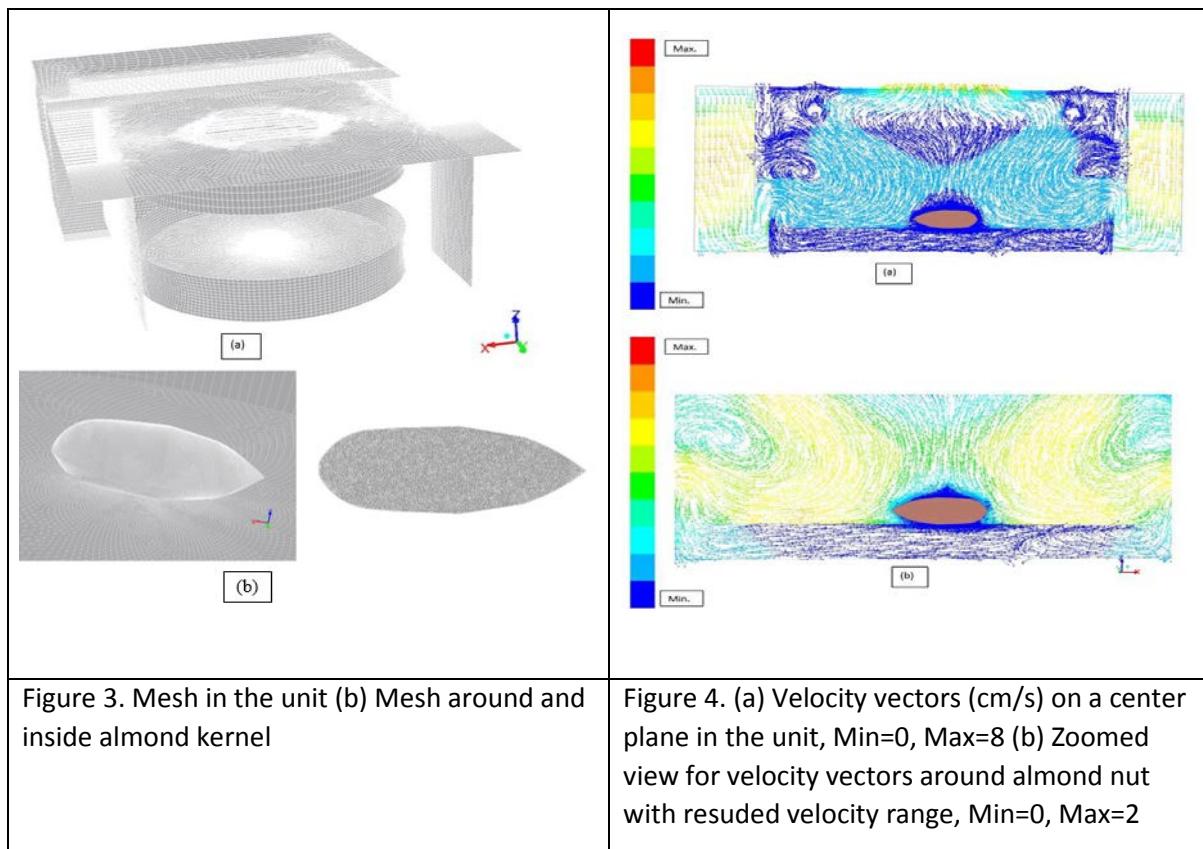 (a)
Z
X
Y
(b)
Max.
Min.
(a)
Max.
Min.
(b)
Figure 3. Mesh in the unit (b) Mesh around and
inside almond kernel
Figure 4. (a) Velocity vectors (cm/s) on a center
plane in the unit, Min=0, Max=8 (b) Zoomed
view for velocity vectors around almond nut
with resuded velocity range, Min=0, Max=2